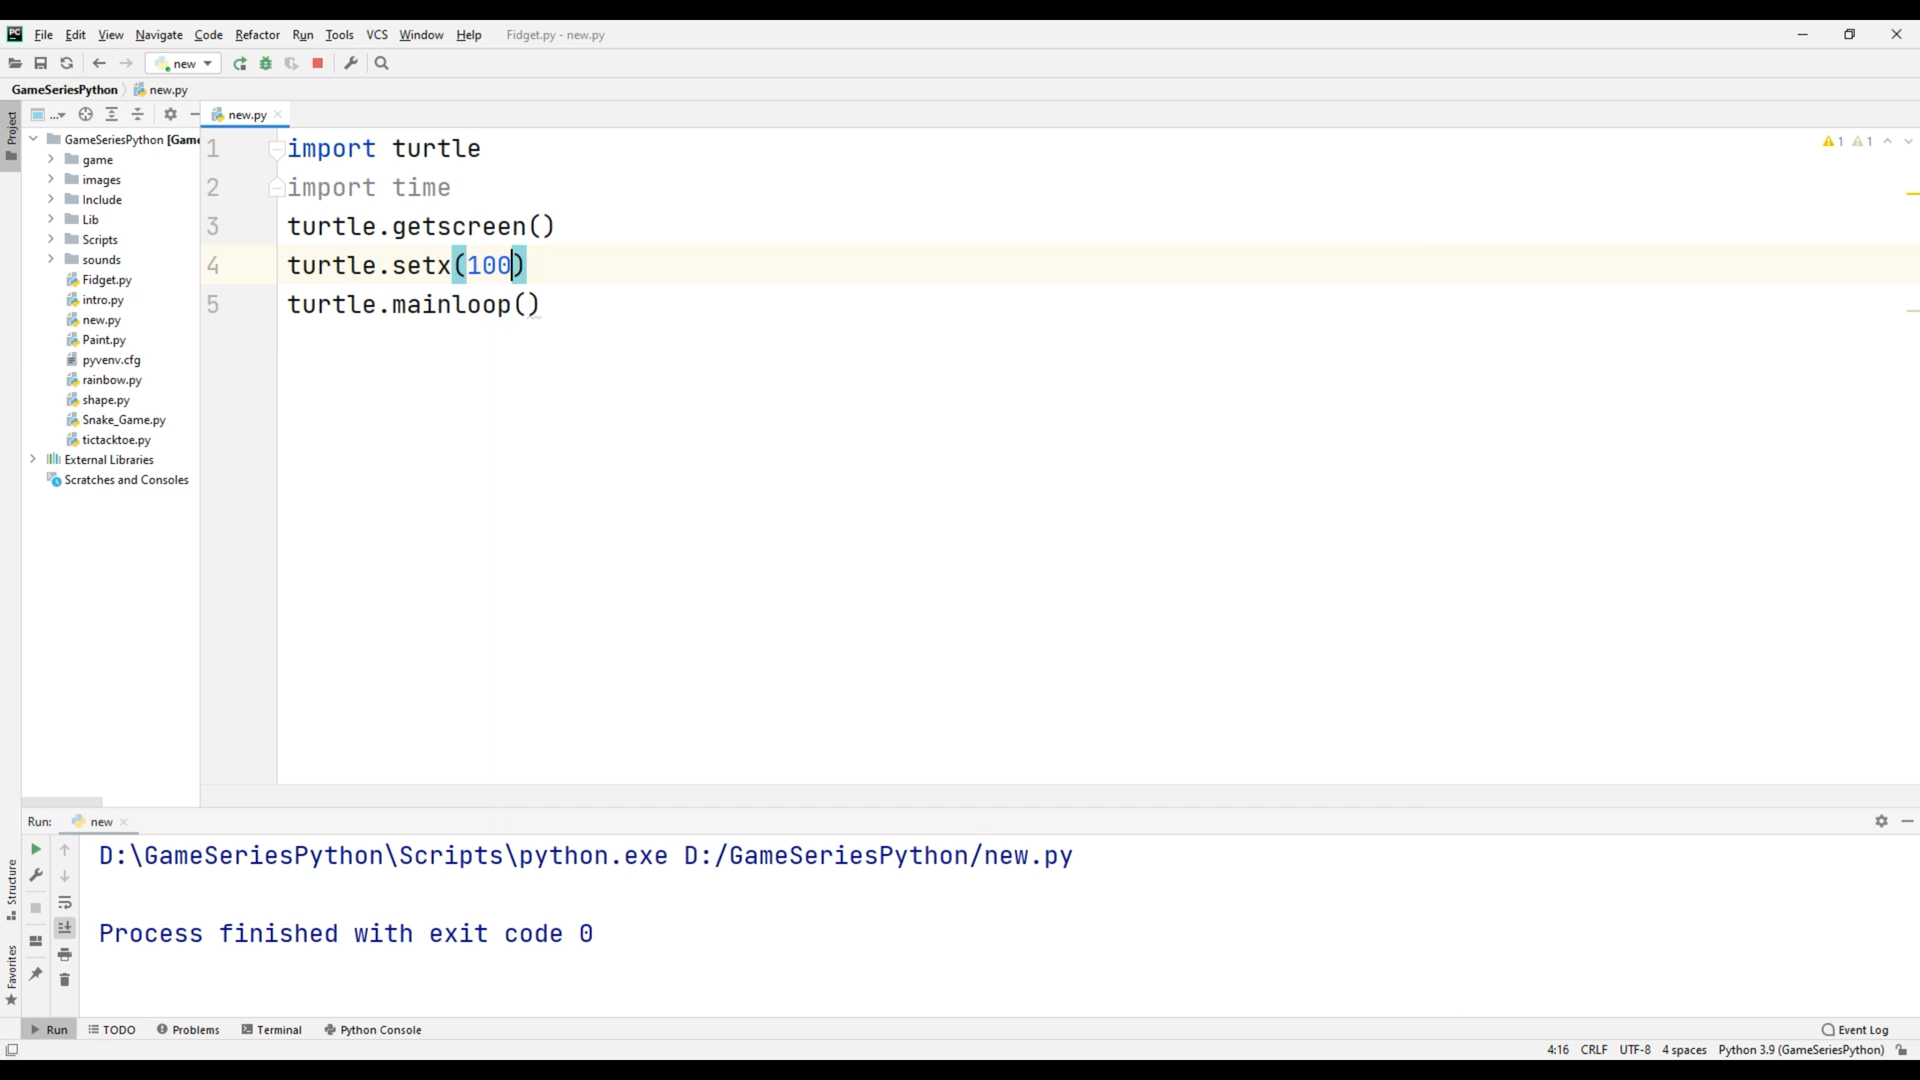 PC File Edit View Navigate Code Refactor Run Tools VCS Window Help Fidget.py - new.py
new
GameSeriesPython new.py
Project
... new.py
GameSeriesPython [Game
game
images
Include
Lib
Scripts
sounds
Fidget.py
intro.py
new.py
Paint.py
pyvenv.cfg
rainbow.py
shape.py
Snake_Game.py
tictacktoe.py
External Libraries
Scratches and Consoles
1 import turtle
2 import time
3 turtle.getscreen()
4 turtle.setx(100)
5 turtle.mainloop()
1 1
Run: new
D:\GameSeriesPython\Scripts\python.exe D:/GameSeriesPython/new.py
Process finished with exit code 0
Structure
Favorites
Run TODO Problems Terminal Python Console Event Log
4:16 CRLF UTF-8 4 spaces Python 3.9 (GameSeriesPython)